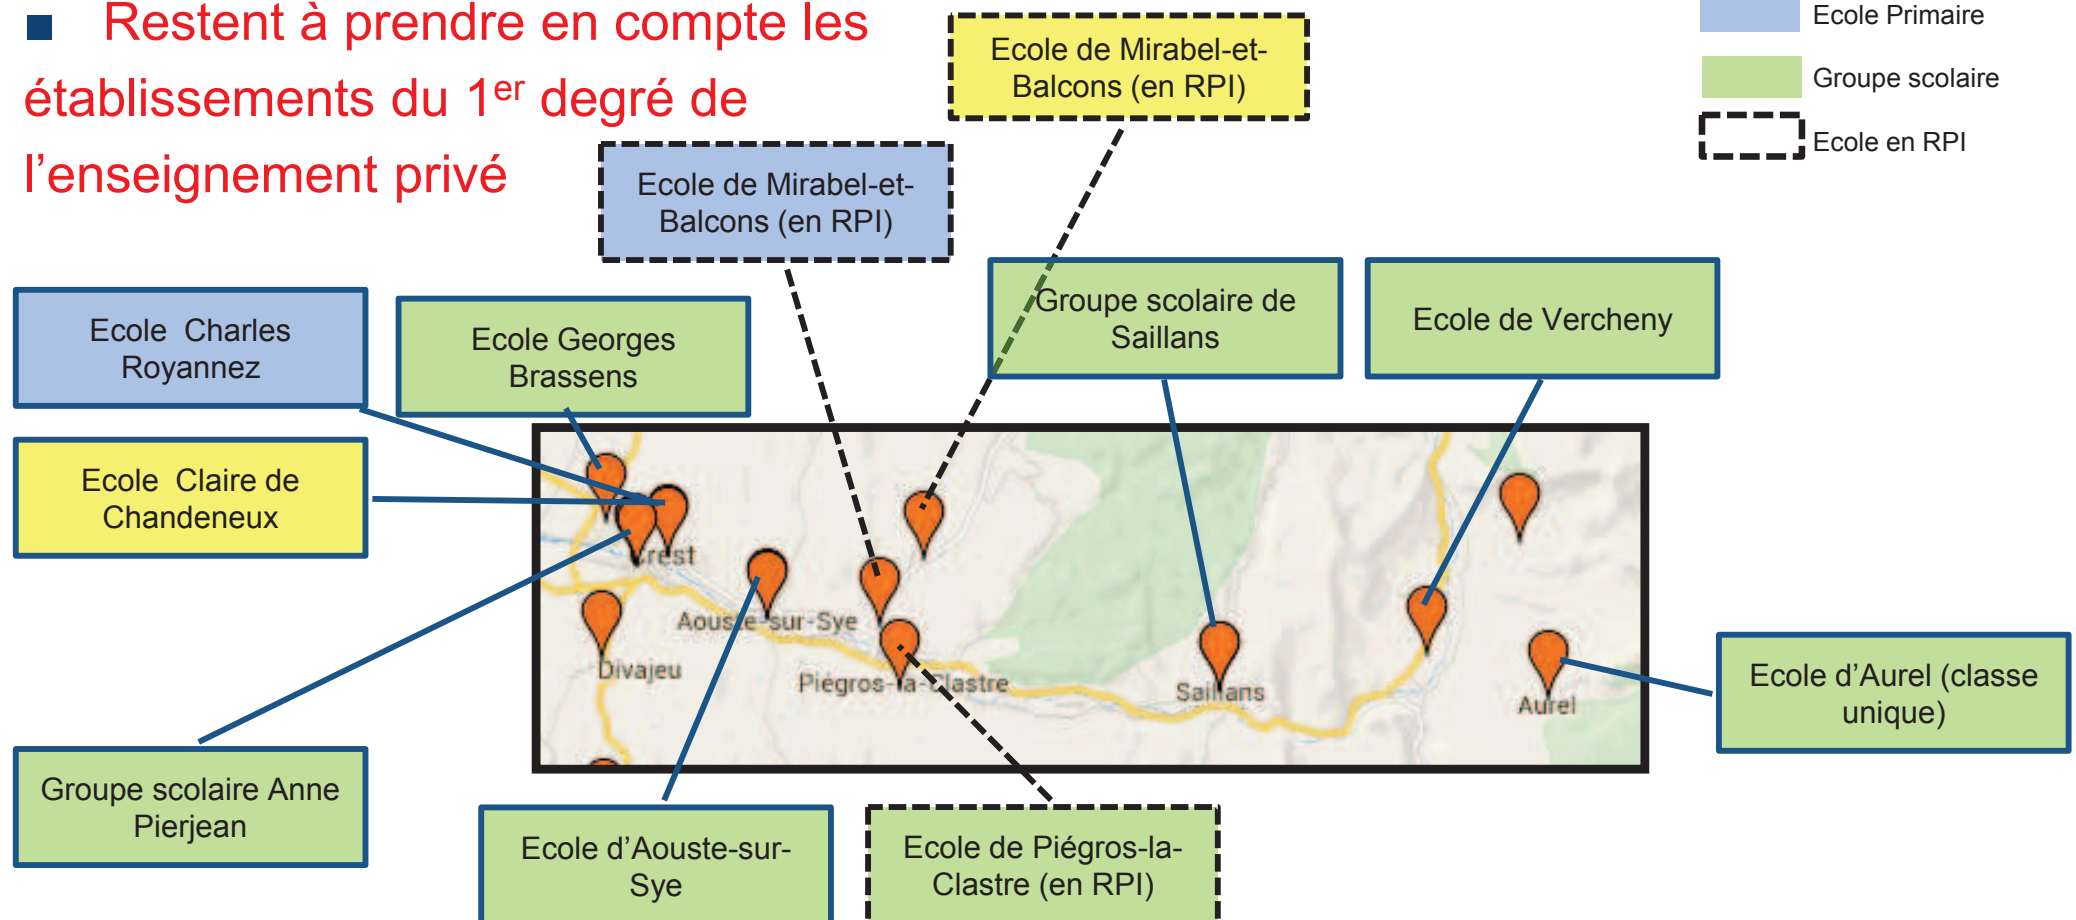 Restent à prendre en compte les
établissements du 1er degré de
l'enseignement privé
Ecole de Mirabel-et-
Balcons (en RPI)
Ecole Primaire
Groupe scolaire
Ecole en RPI
Ecole de Mirabel-et-
Balcons (en RPI)
Ecole Charles
Royannez
Ecole Georges
Brassens
Groupe scolaire de
Saillans
Ecole de Vercheny
Ecole Claire de
Chandeneux
Crest
Aouste-sur-Sye
Divajeu
Piégros-la-Clastre
Saillans
Aurel
Ecole d'Aurel (classe
unique)
Groupe scolaire Anne
Pierjean
Ecole d'Aouste-sur-
Sye
Ecole de Piégros-la-
Clastre (en RPI)